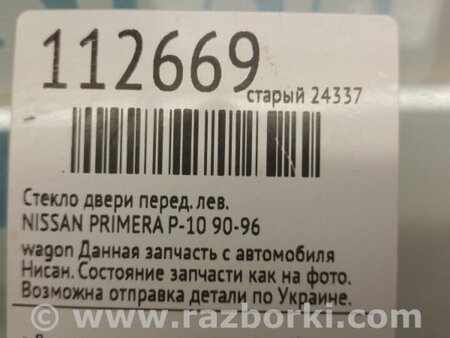 112669
старый 24337
Стекло двери перед. лев.
NISSAN PRIMERA P-10 90-96
wagon Данная запчасть с автомобиля
Нисан. Состояние запчасти как на фото.
Возможна отправка детали по Украине.
www.razborki.com